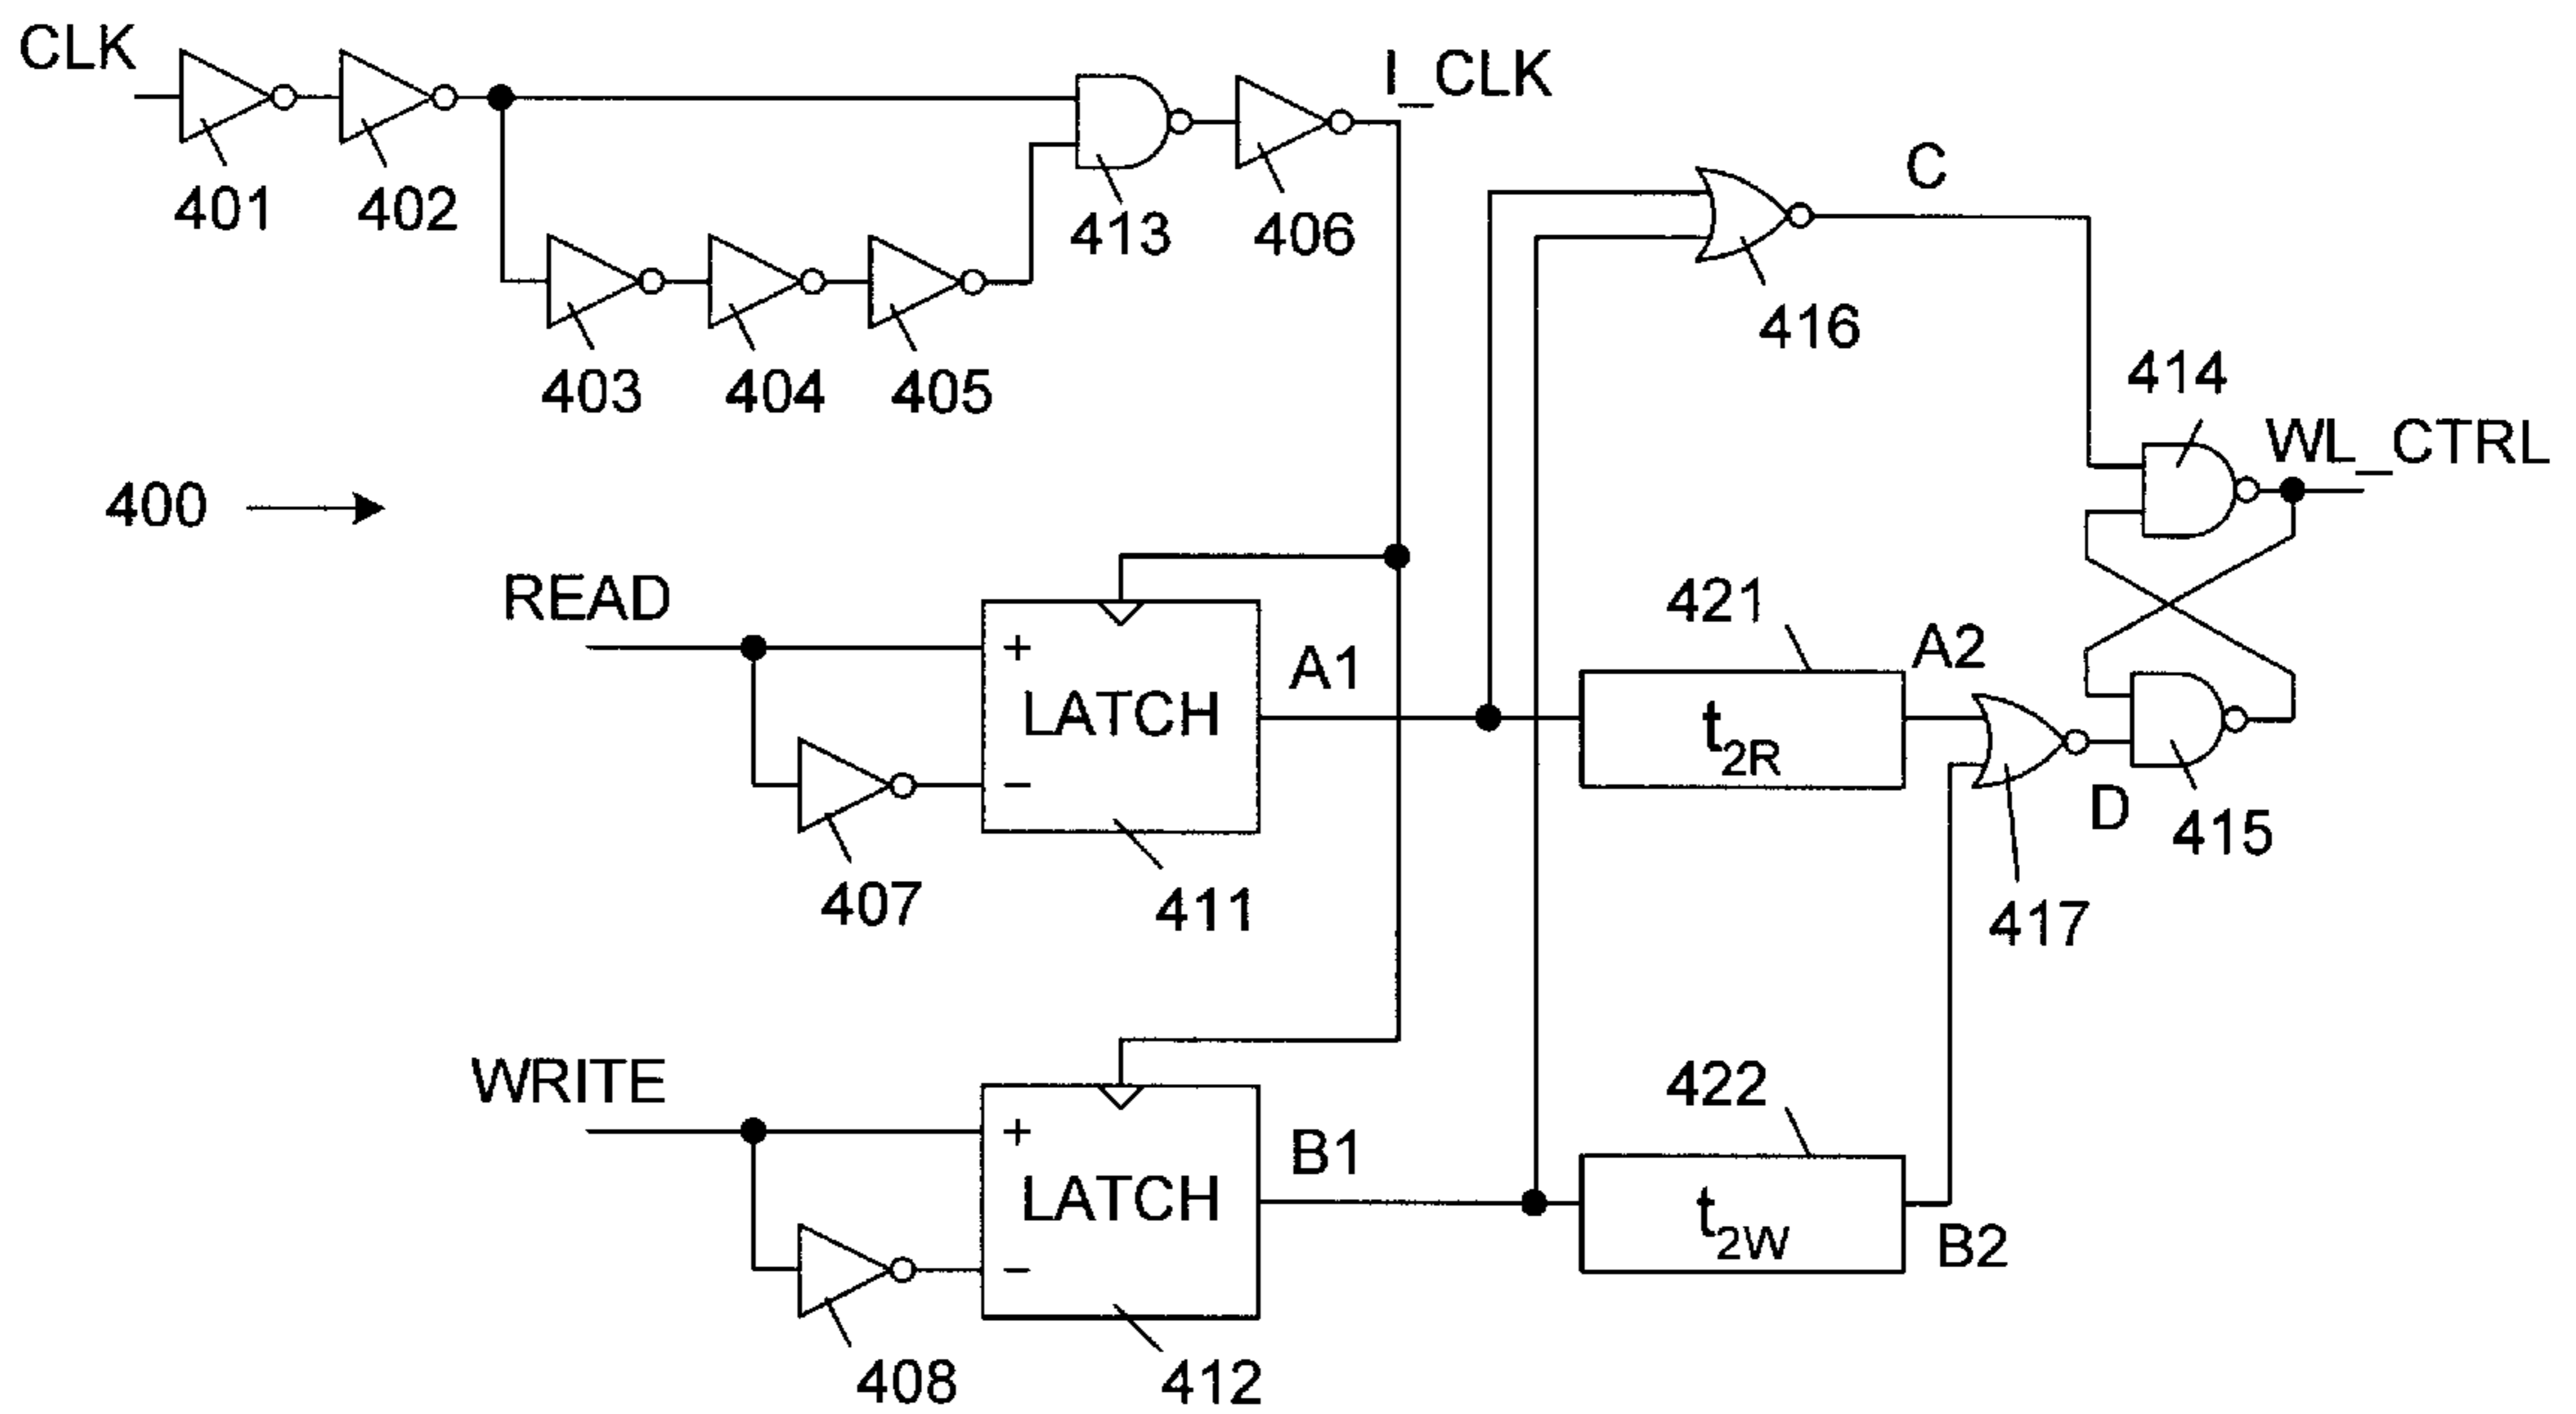 CLK
I_CLK
401
402
413
406
C
403
404
405
416
414
WL_CTRL
400
READ
+
LATCH
−
A1
421
t2R
A2
407
411
D
415
417
WRITE
+
LATCH
−
B1
422
t2W
B2
408
412